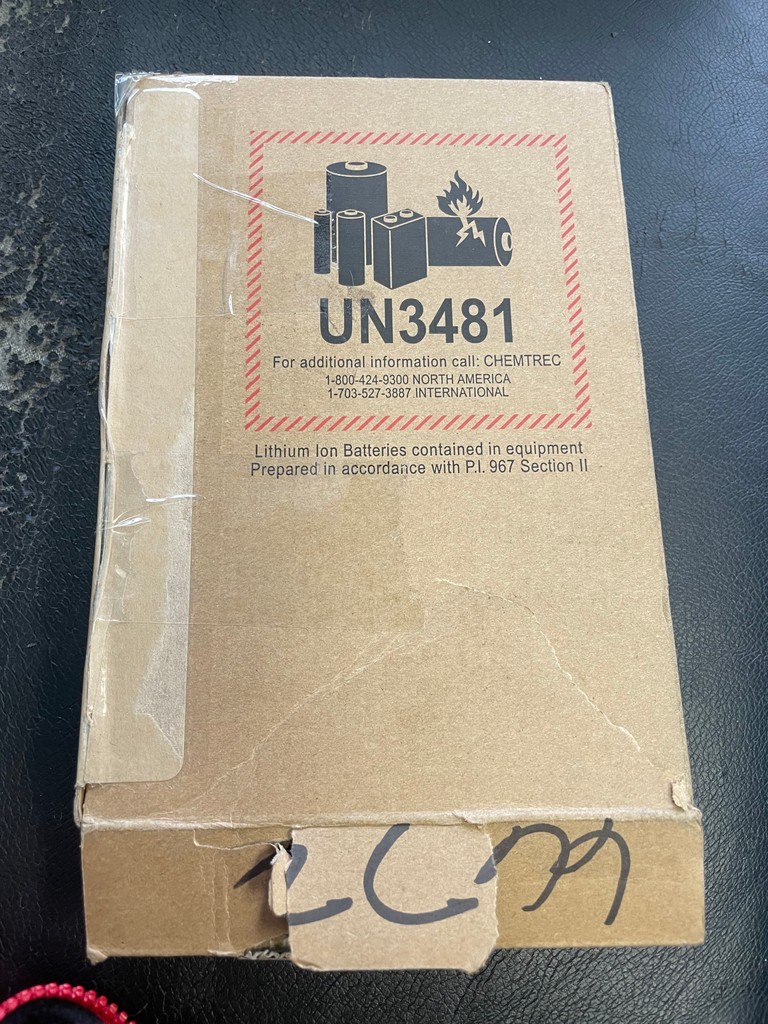 UN3481
For additional information call: CHEMTREC
1-800-424-9300 NORTH AMERICA
1-703-527-3887 INTERNATIONAL
Lithium Ion Batteries contained in equipment
Prepared in accordance with P.I. 967 Section II